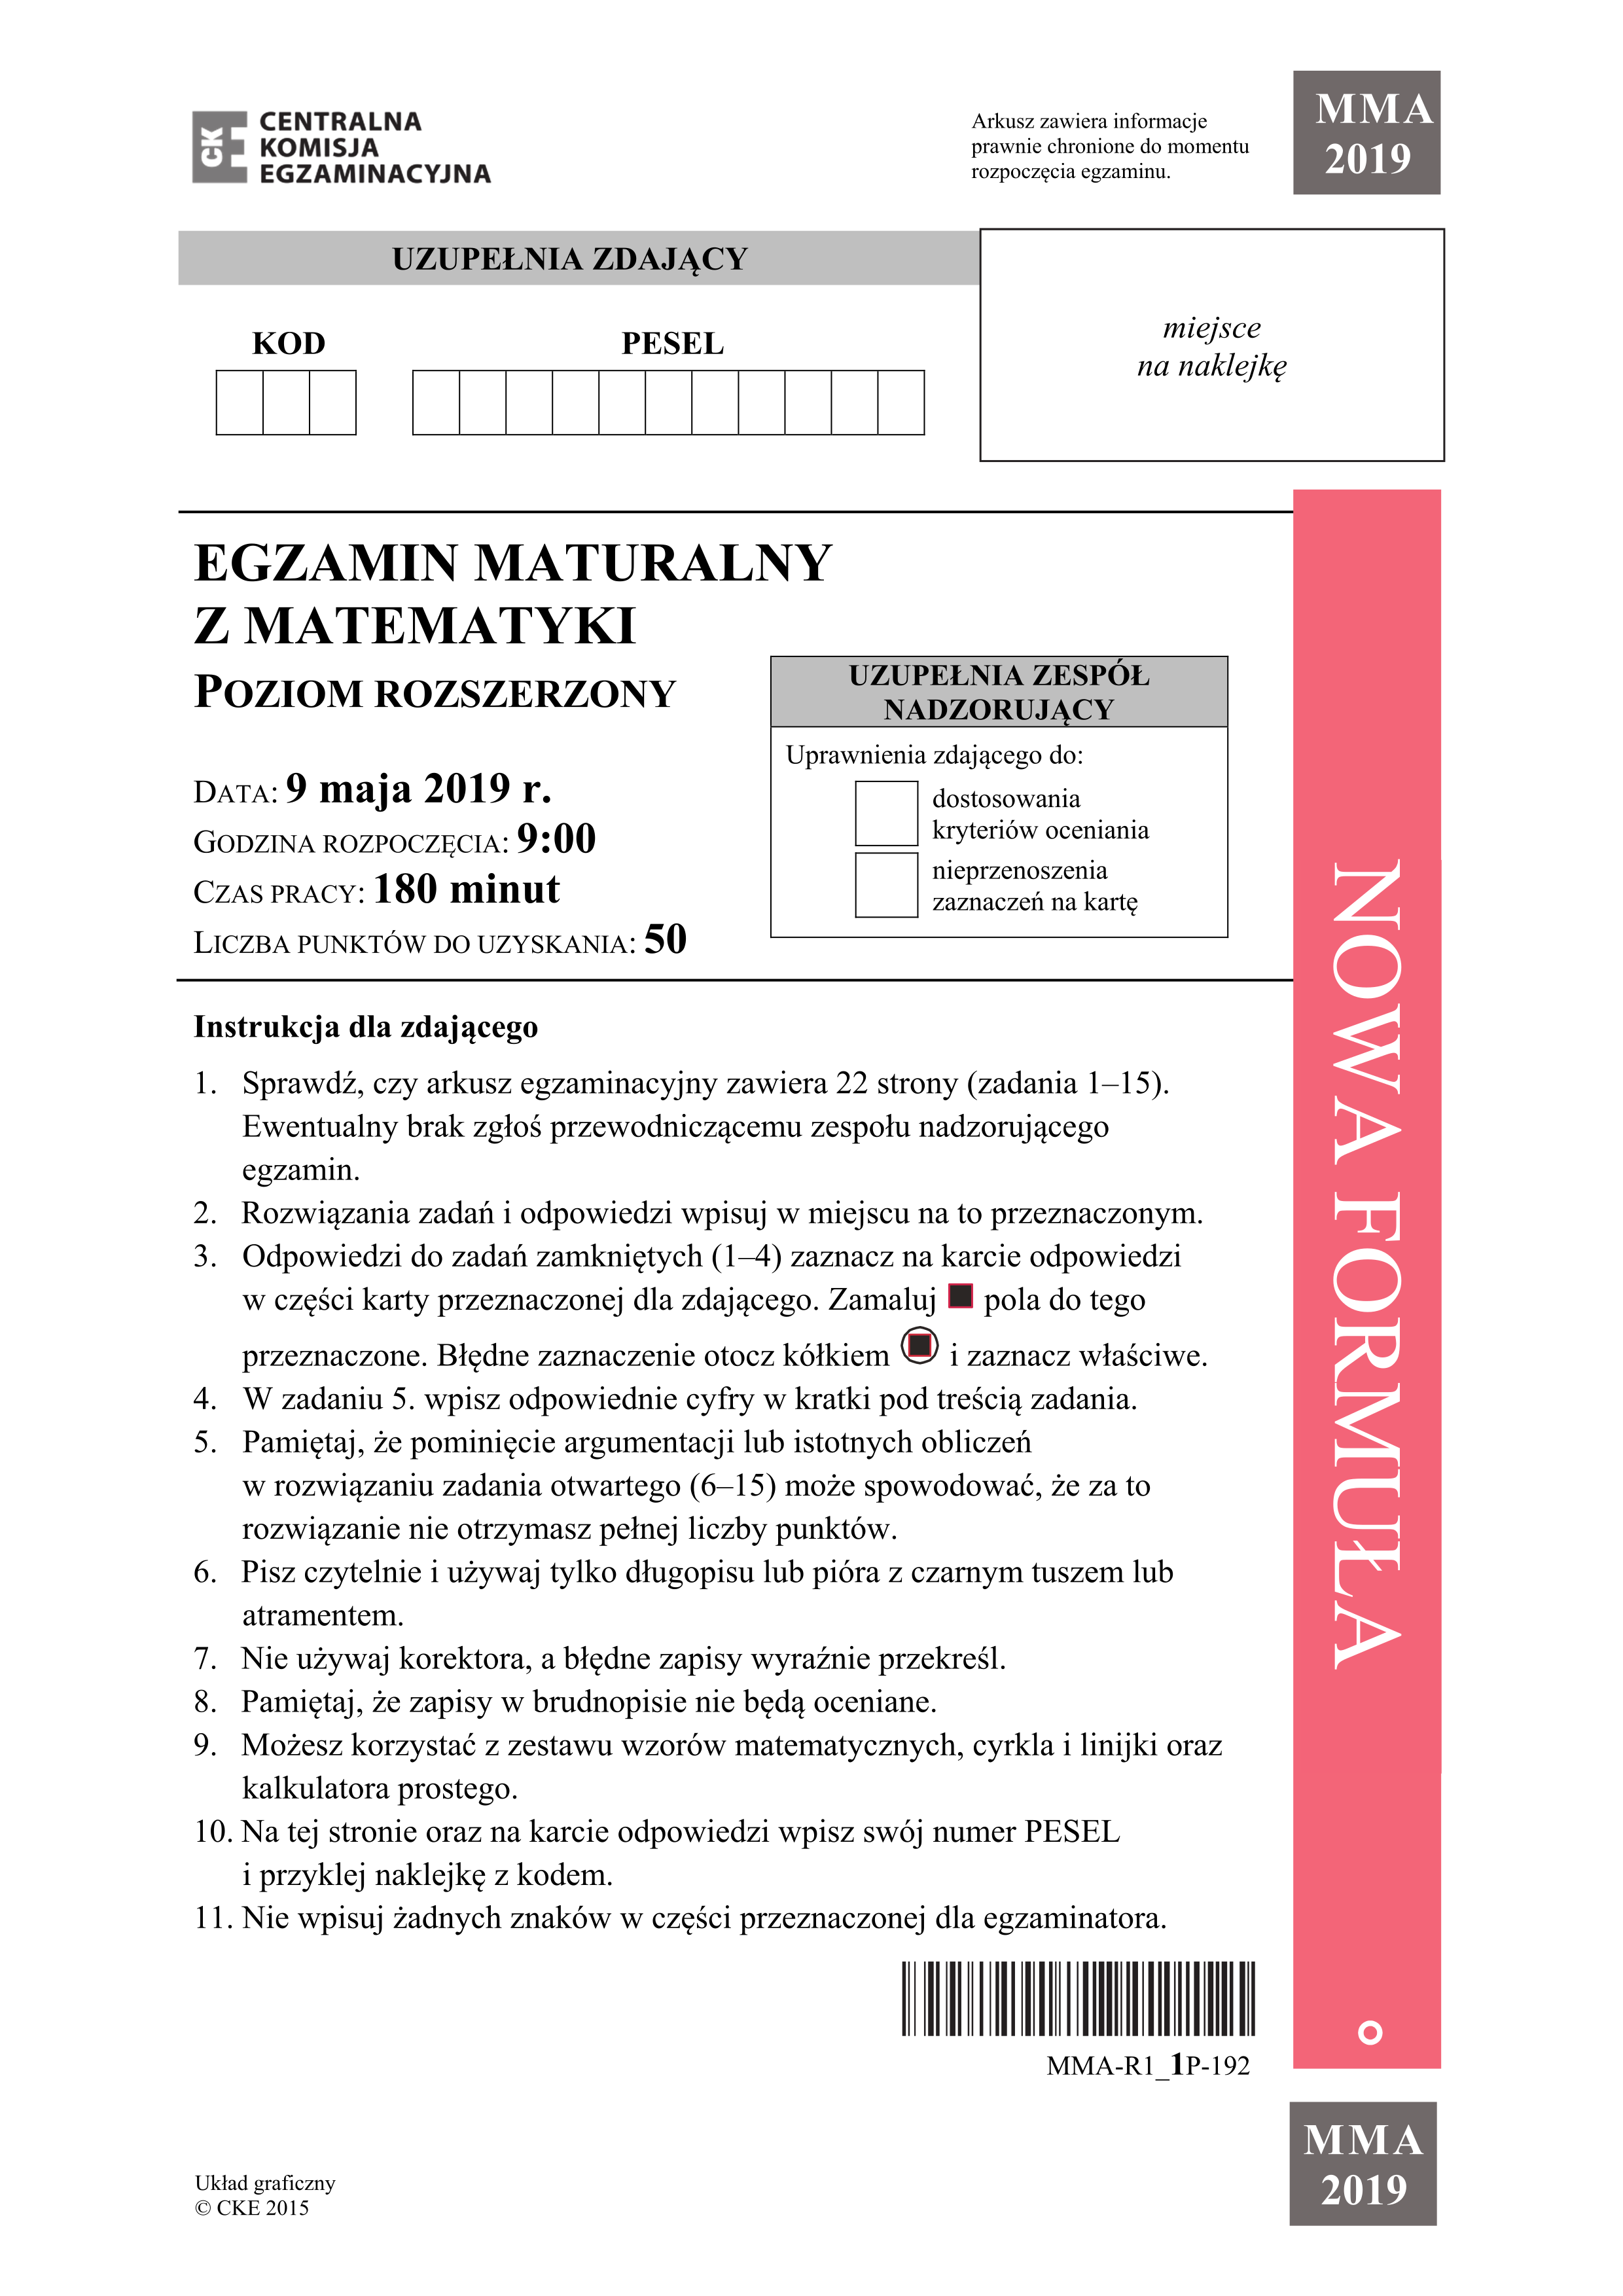 CENTRALNA
KOMISJA
EGZAMINACYJNA
CKE
Arkusz zawiera informacje
prawnie chronione do momentu
rozpoczęcia egzaminu.
MMA
2019
UZUPEŁNIA ZDAJĄCY
KOD
PESEL
miejsce
na naklejkę
EGZAMIN MATURALNY
Z MATEMATYKI
POZIOM ROZSZERZONY
DATA: 9 maja 2019 r.
GODZINA ROZPOCZĘCIA: 9:00
CZAS PRACY: 180 minut
LICZBA PUNKTÓW DO UZYSKANIA: 50
UZUPEŁNIA ZESPÓŁ
NADZORUJĄCY
Uprawnienia zdającego do:
dostosowania
kryteriów oceniania
nieprzenoszenia
zaznaczeń na kartę
NOWA FORMUŁA
Instrukcja dla zdającego
1. Sprawdź, czy arkusz egzaminacyjny zawiera 22 strony (zadania 1–15).
Ewentualny brak zgłoś przewodniczącemu zespołu nadzorującego
egzamin.
2. Rozwiązania zadań i odpowiedzi wpisuj w miejscu na to przeznaczonym.
3. Odpowiedzi do zadań zamkniętych (1–4) zaznacz na karcie odpowiedzi
w części karty przeznaczonej dla zdającego. Zamaluj pola do tego
przeznaczone. Błędne zaznaczenie otocz kółkiem i zaznacz właściwe.
4. W zadaniu 5. wpisz odpowiednie cyfry w kratki pod treścią zadania.
5. Pamiętaj, że pominięcie argumentacji lub istotnych obliczeń
w rozwiązaniu zadania otwartego (6–15) może spowodować, że za to
rozwiązanie nie otrzymasz pełnej liczby punktów.
6. Pisz czytelnie i używaj tylko długopisu lub pióra z czarnym tuszem lub
atramentem.
7. Nie używaj korektora, a błędne zapisy wyraźnie przekreśl.
8. Pamiętaj, że zapisy w brudnopisie nie będą oceniane.
9. Możesz korzystać z zestawu wzorów matematycznych, cyrkla i linijki oraz
kalkulatora prostego.
10. Na tej stronie oraz na karcie odpowiedzi wpisz swój numer PESEL
i przyklej naklejkę z kodem.
11. Nie wpisuj żadnych znaków w części przeznaczonej dla egzaminatora.
MMA-R1_1P-192
MMA
2019
Układ graficzny
© CKE 2015